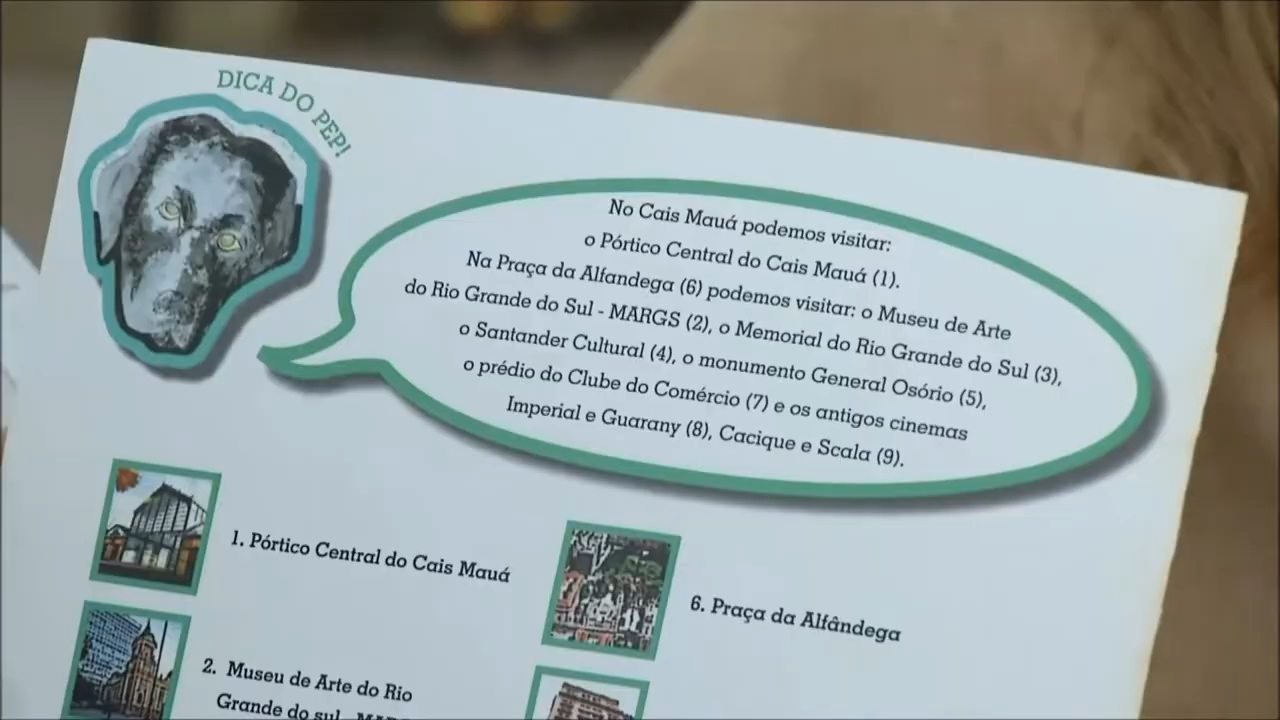 DICA DO PEP!
No Cais Mauá podemos visitar:
o Pórtico Central do Cais Mauá (1).
Na Praça da Alfandega (6) podemos visitar: o Museu de Arte
do Rio Grande do Sul - MARGS (2), o Memorial do Rio Grande do Sul (3),
o Santander Cultural (4), o monumento General Osório (5),
o prédio do Clube do Comércio (7) e os antigos cinemas
Imperial e Guarany (8), Cacique e Scala (9).
1. Pórtico Central do Cais Mauá
6. Praça da Alfândega
2. Museu de Arte do Rio
Grande do sul -